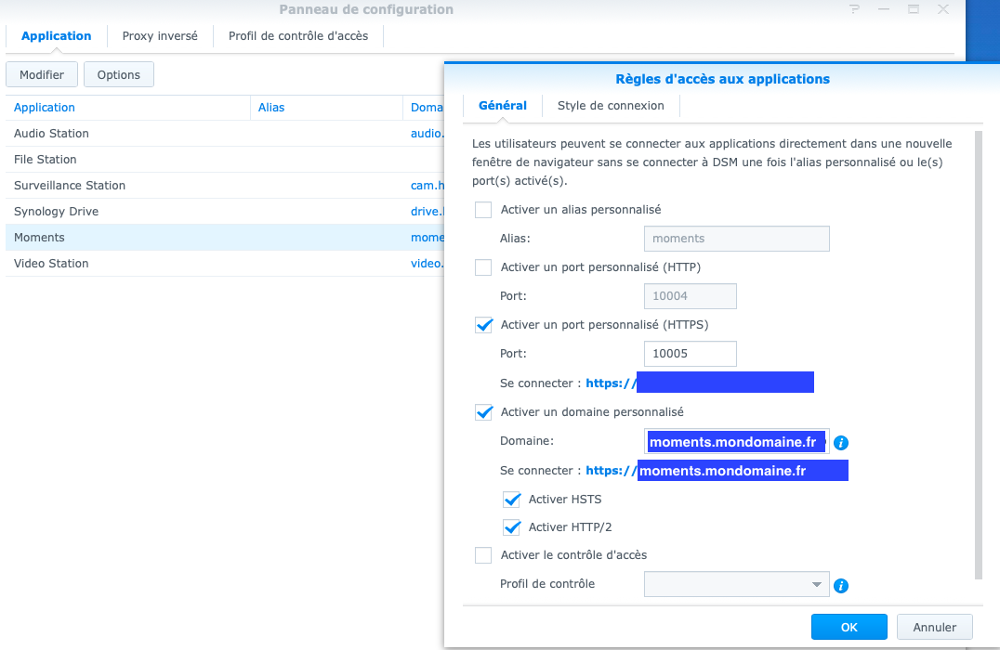 Panneau de configuration
Application Proxy inversé Profil de contrôle d'accès
Modifier Options
Application Alias Doma
Audio Station audio.
File Station
Surveillance Station cam.h
Synology Drive drive.
Moments mome
Video Station video.
Règles d'accès aux applications
Général Style de connexion
Les utilisateurs peuvent se connecter aux applications directement dans une nouvelle
fenêtre de navigateur sans se connecter à DSM une fois l'alias personnalisé ou le(s)
port(s) activé(s).
Activer un alias personnalisé
Alias: moments
Activer un port personnalisé (HTTP)
Port: 10004
Activer un port personnalisé (HTTPS)
Port: 10005
Se connecter : https://
Activer un domaine personnalisé
Domaine: moments.mondomaine.fr
Se connecter : https://moments.mondomaine.fr
Activer HSTS
Activer HTTP/2
Activer le contrôle d'accès
Profil de contrôle
OK Annuler